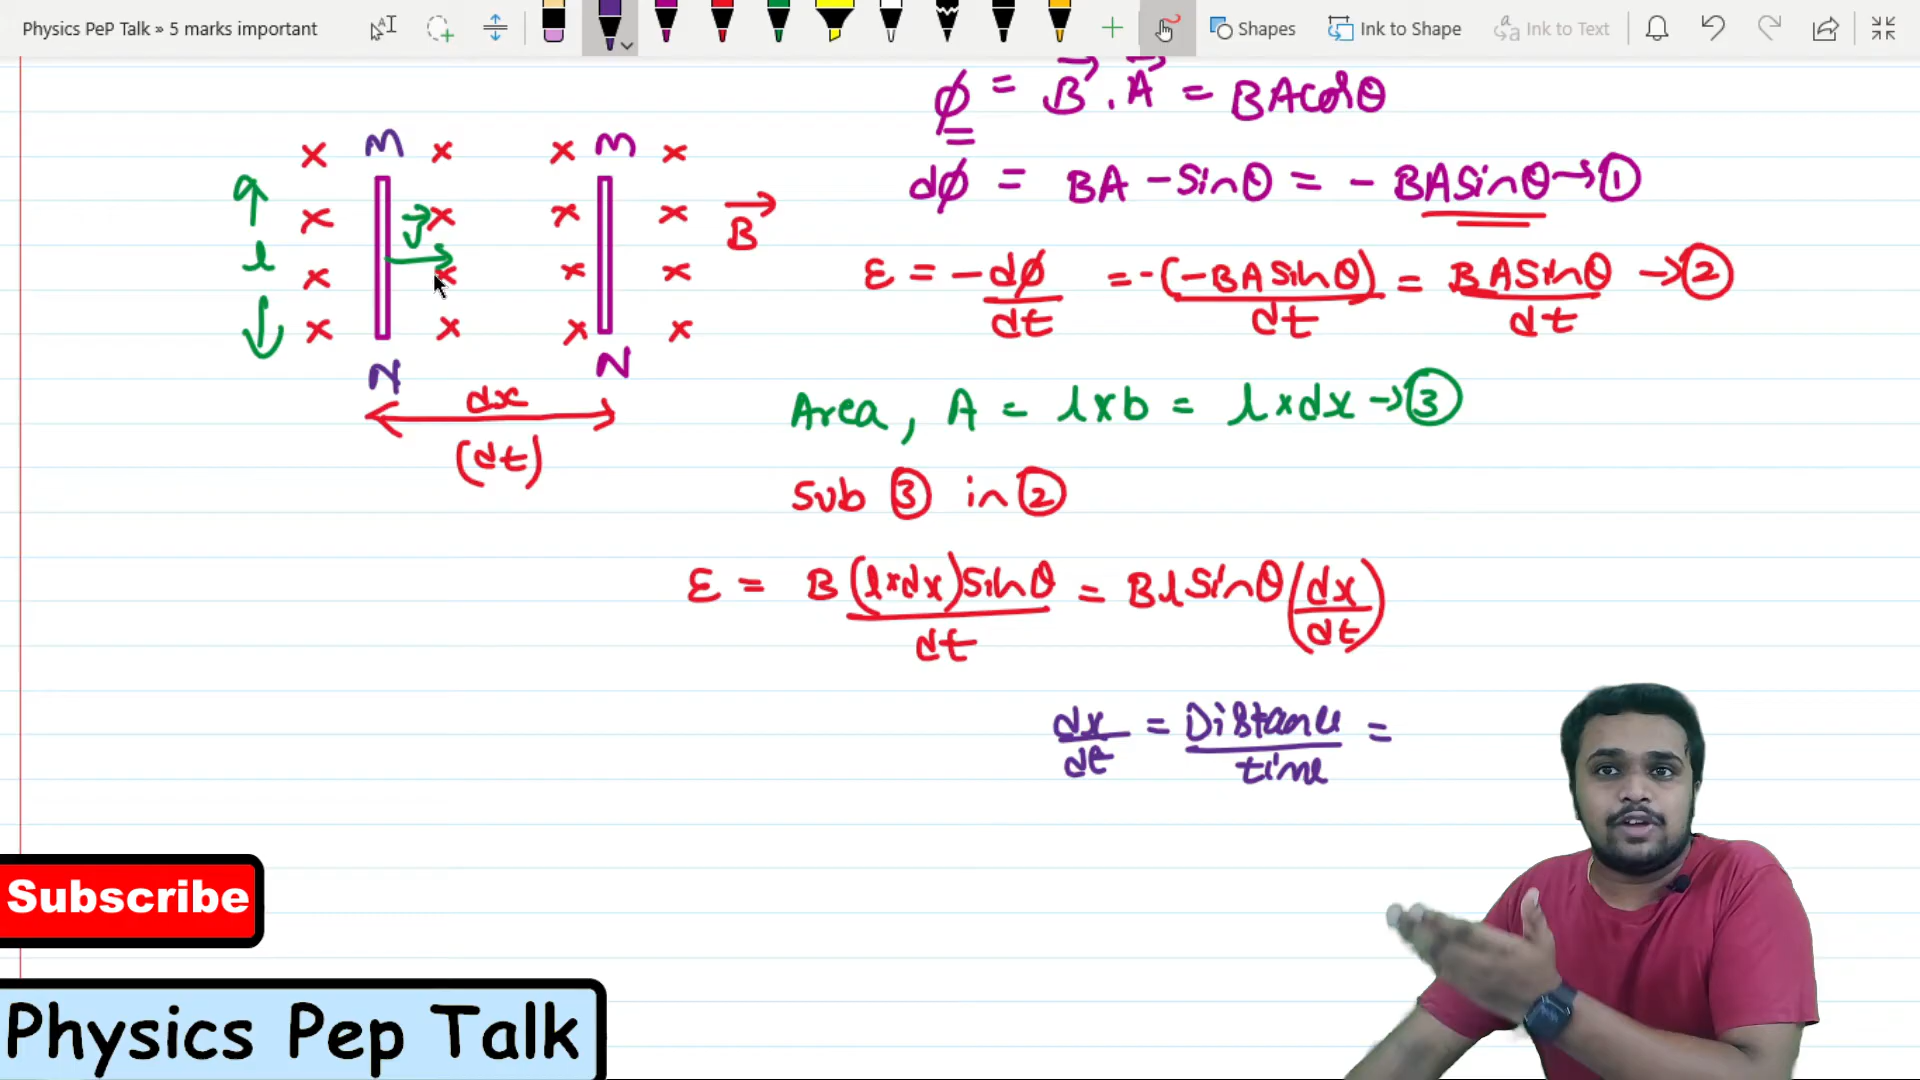 Physics PeP Talk » 5 marks important
Shapes
Ink to Shape
Ink to Text
ϕ = B⃗ . A⃗ = BAcosθ
dϕ = BA -sinθ = - BAsinθ → ①
x M x x M x
x v⃗ x x x B⃗
l x x x x
x x x x
N N
dx
(dt)
ε = -dϕ/dt = -(-BAsinθ)/dt = BAsinθ/dt → ②
Area, A = l×b = l×dx → ③
Sub ③ in ②
ε = B(l×dx)sinθ/dt = Blsinθ(dx/dt)
dx/dt = Distance/time =
Subscribe
Physics Pep Talk